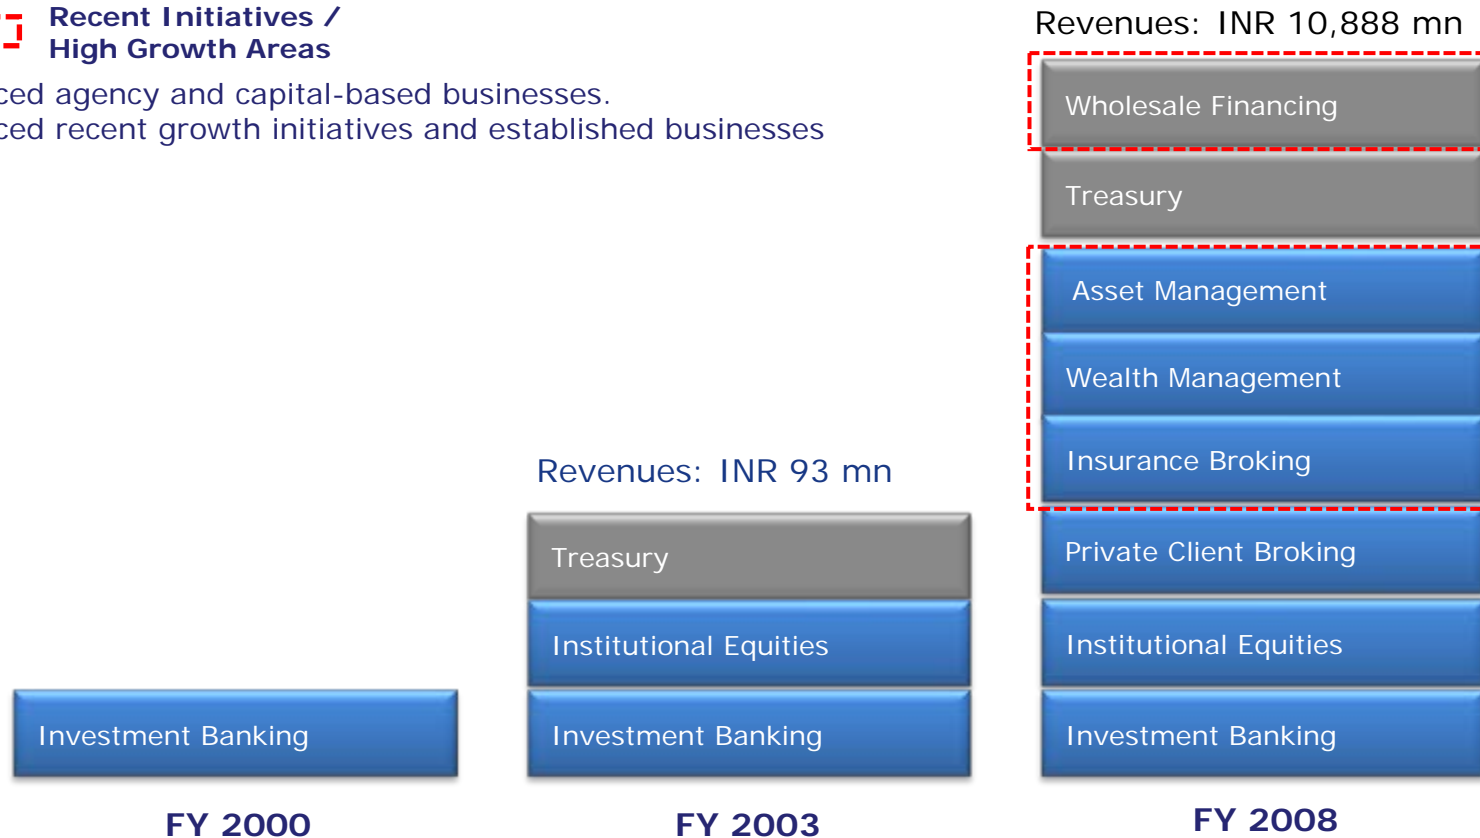 Recent Initiatives /
High Growth Areas
agency and capital-based businesses.
recent growth initiatives and established businesses
Revenues: INR 10,888 mn
Wholesale Financing
Treasury
Asset Management
Wealth Management
Insurance Broking
Private Client Broking
Institutional Equities
Investment Banking
FY 2008
Revenues: INR 93 mn
Treasury
Institutional Equities
Investment Banking
FY 2003
Investment Banking
FY 2000